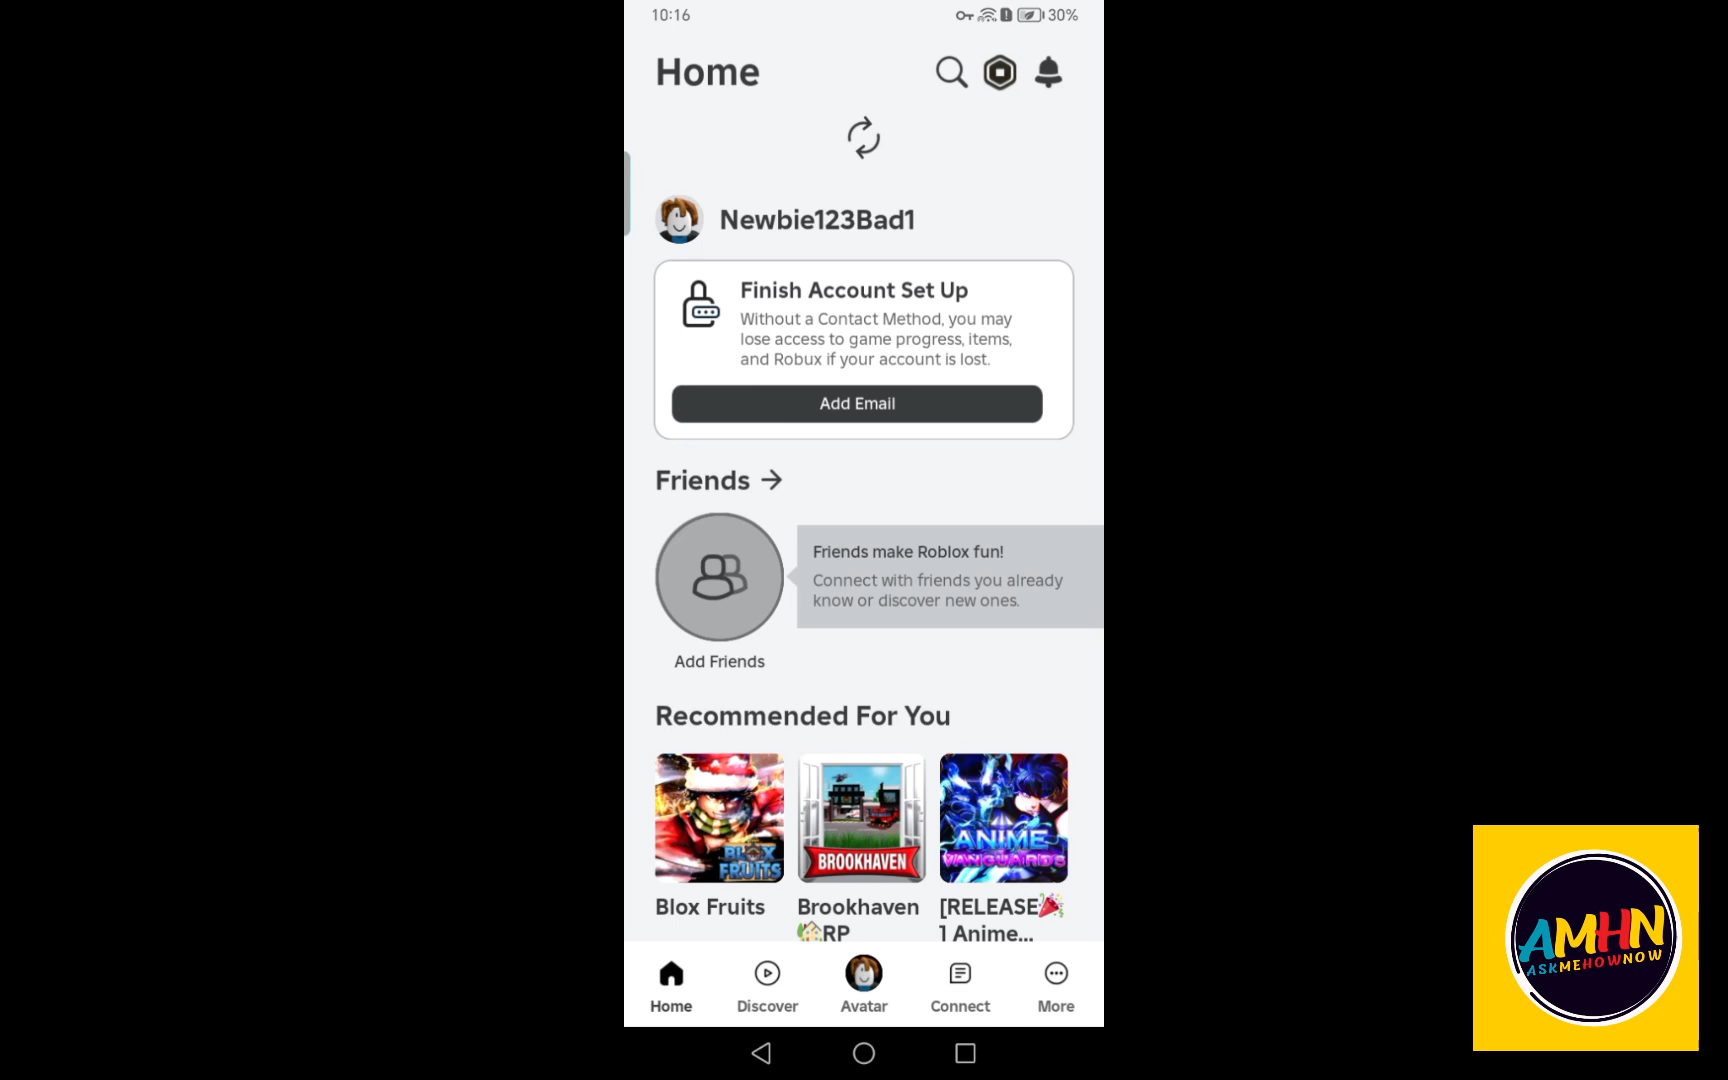 10:16
30%
Home
Newbie123Bad1
Finish Account Set Up
Without a Contact Method, you may
lose access to game progress, items,
and Robux if your account is lost.
Add Email
Friends →
Friends make Roblox fun!
Connect with friends you already
know or discover new ones.
Add Friends
Recommended For You
BLOX
FRUITS
BROOKHAVEN
ANIME
VANGUARDS
Blox Fruits
Brookhaven
🏡RP
[RELEASE🎉
] Anime...
Home
Discover
Avatar
Connect
More
AMHN
ASKMEHOWNOW